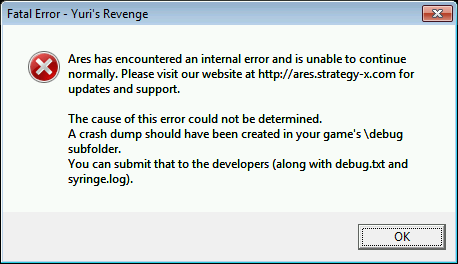 Fatal Error - Yuri's Revenge
Ares has encountered an internal error and is unable to continue
normally. Please visit our website at http://ares.strategy-x.com for
updates and support.
The cause of this error could not be determined.
A crash dump should have been created in your game's \debug
subfolder.
You can submit that to the developers (along with debug.txt and
syringe.log).
OK